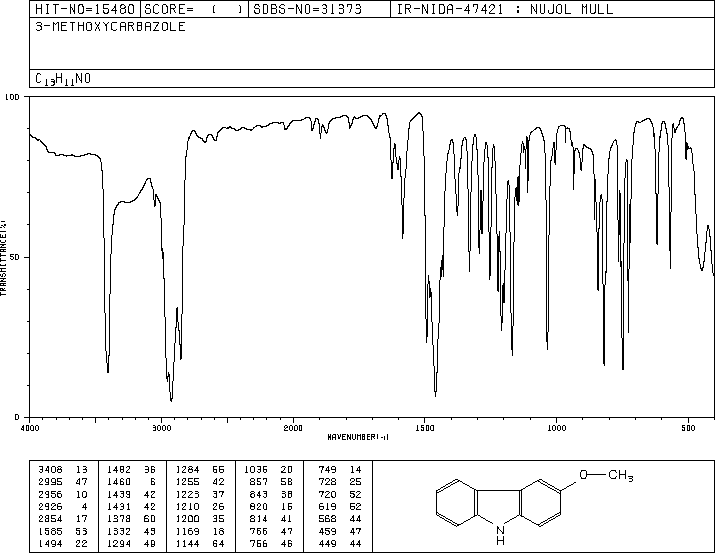 HIT-NO=15480 SCORE= ( ) SDBS-NO=31373 IR-NIDA-47421 : NUJOL MULL
3-METHOXYCARBAZOLE
C13H11NO
100
50
0
TRANSMITTANCE(%)
4000 3000 2000 1500 1000 500
WAVENUMBER(-1)
3408 13 1482 36 1284 55 1036 20 749 14
2995 47 1460 6 1255 42 857 58 728 25
2956 10 1439 42 1223 37 843 38 720 52
2926 4 1431 42 1210 26 820 15 619 52
2854 17 1378 60 1200 35 814 41 568 44
1585 53 1332 49 1169 18 766 47 459 47
1494 22 1294 49 1144 64 756 46 449 44
O CH3
N
H